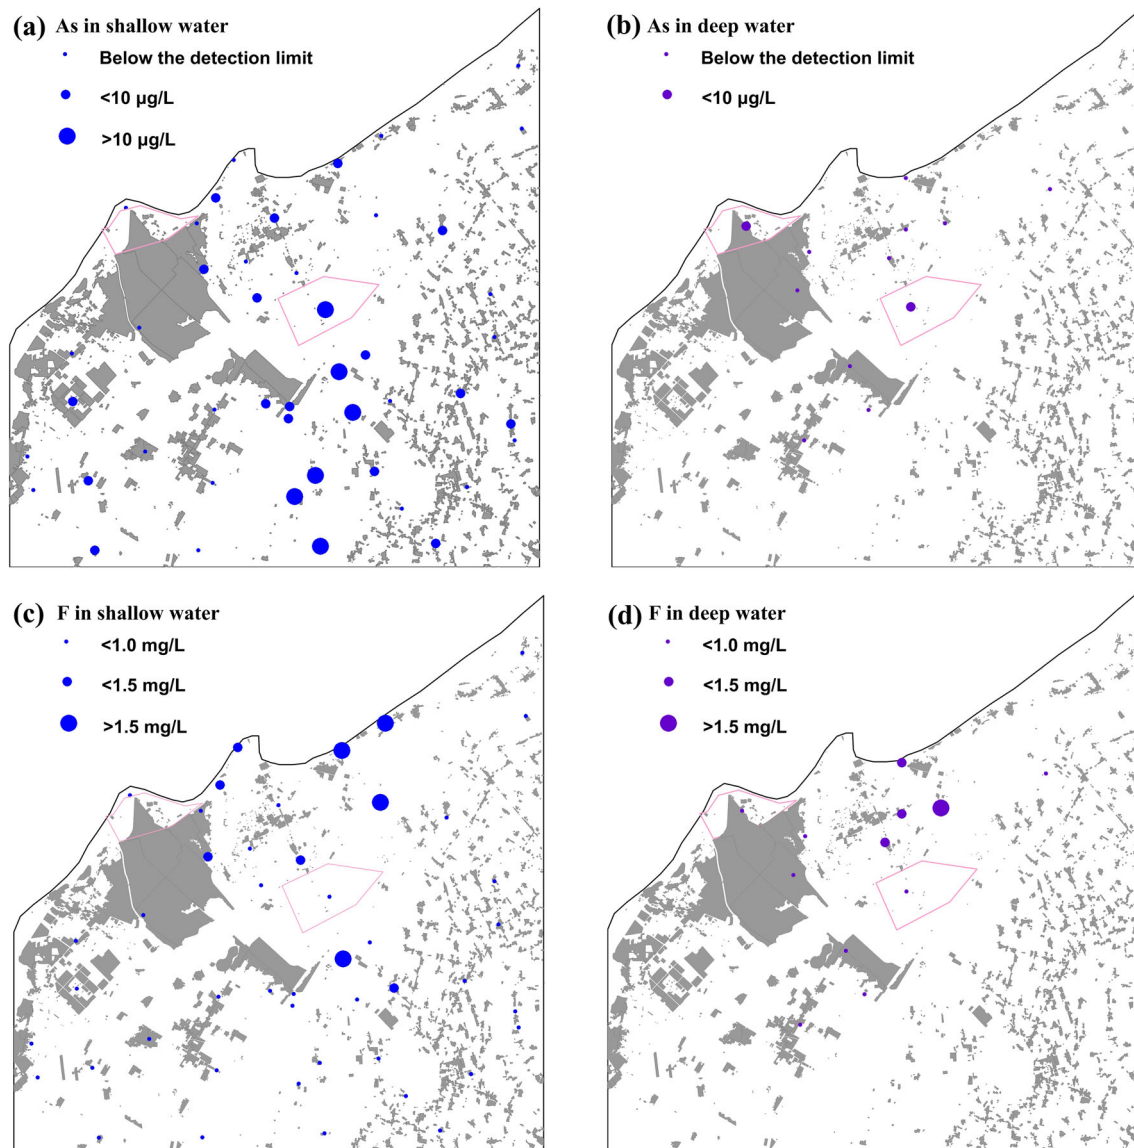 (a) As in shallow water
Below the detection limit
<10 µg/L
>10 µg/L
(b) As in deep water
Below the detection limit
<10 µg/L
(c) F in shallow water
<1.0 mg/L
<1.5 mg/L
>1.5 mg/L
(d) F in deep water
<1.0 mg/L
<1.5 mg/L
>1.5 mg/L